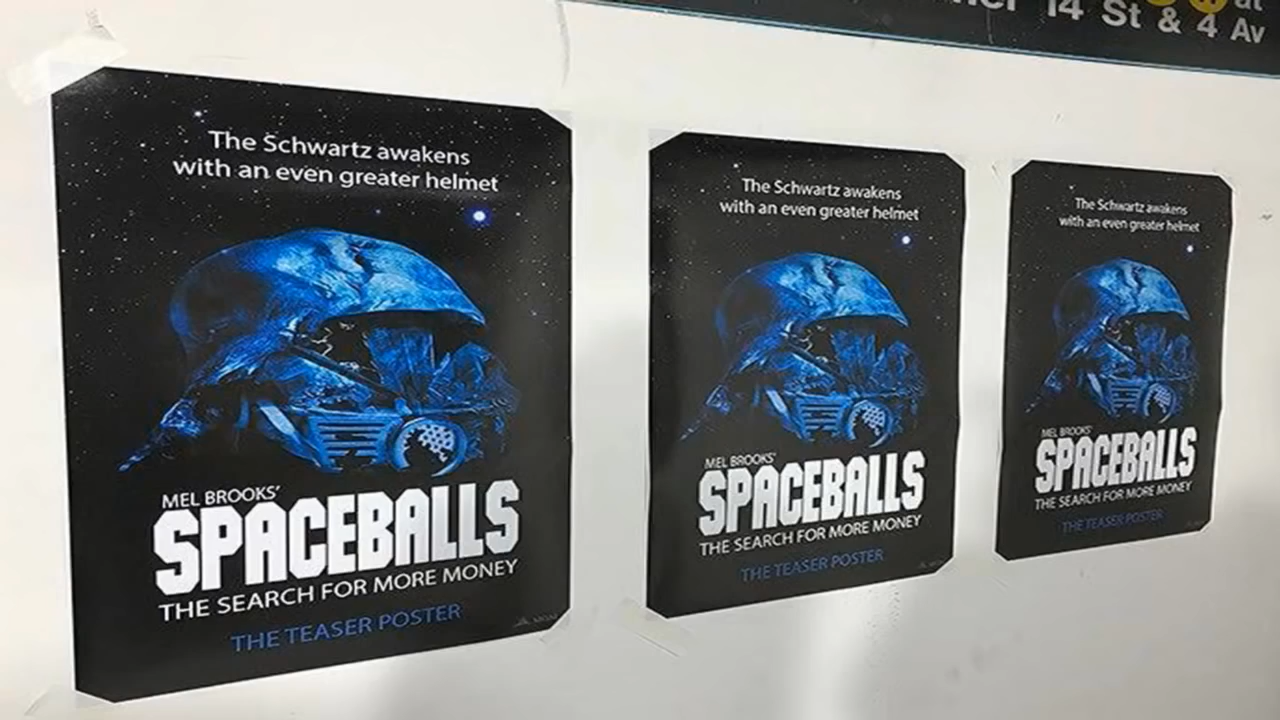 14 St & 4 Av
at
The Schwartz awakens
with an even greater helmet
MEL BROOKS'
SPACEBALLS
THE SEARCH FOR MORE MONEY
THE TEASER POSTER
The Schwartz awakens
with an even greater helmet
MEL BROOKS'
SPACEBALLS
THE SEARCH FOR MORE MONEY
THE TEASER POSTER
The Schwartz awakens
with an even greater helmet
MEL BROOKS'
SPACEBALLS
THE SEARCH FOR MORE MONEY
THE TEASER POSTER